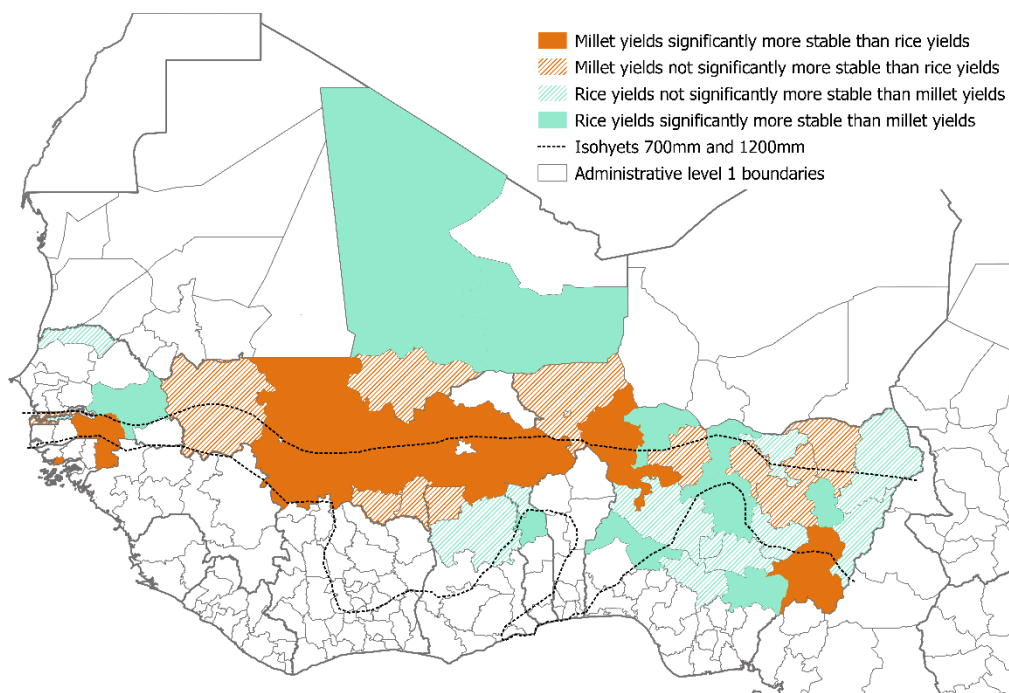 Millet yields significantly more stable than rice yields
Millet yields not significantly more stable than rice yields
Rice yields not significantly more stable than millet yields
Rice yields significantly more stable than millet yields
Isohyets 700mm and 1200mm
Administrative level 1 boundaries